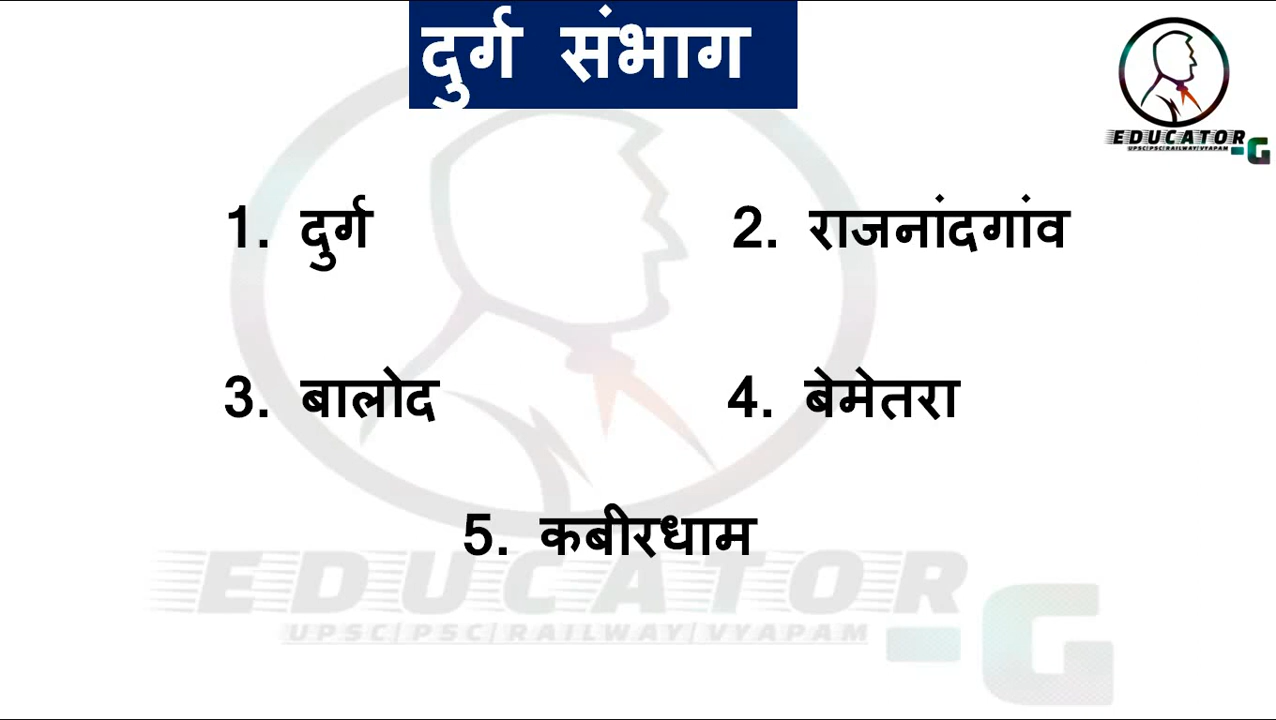 दुर्ग संभाग
EDUCATOR
UPSC|PSC|RAILWAY|VYAPAM
-G
1. दुर्ग
2. राजनांदगांव
3. बालोद
4. बेमेतरा
5. कबीरधाम
EDUCATOR
UPSC|PSC|RAILWAY|VYAPAM
-G